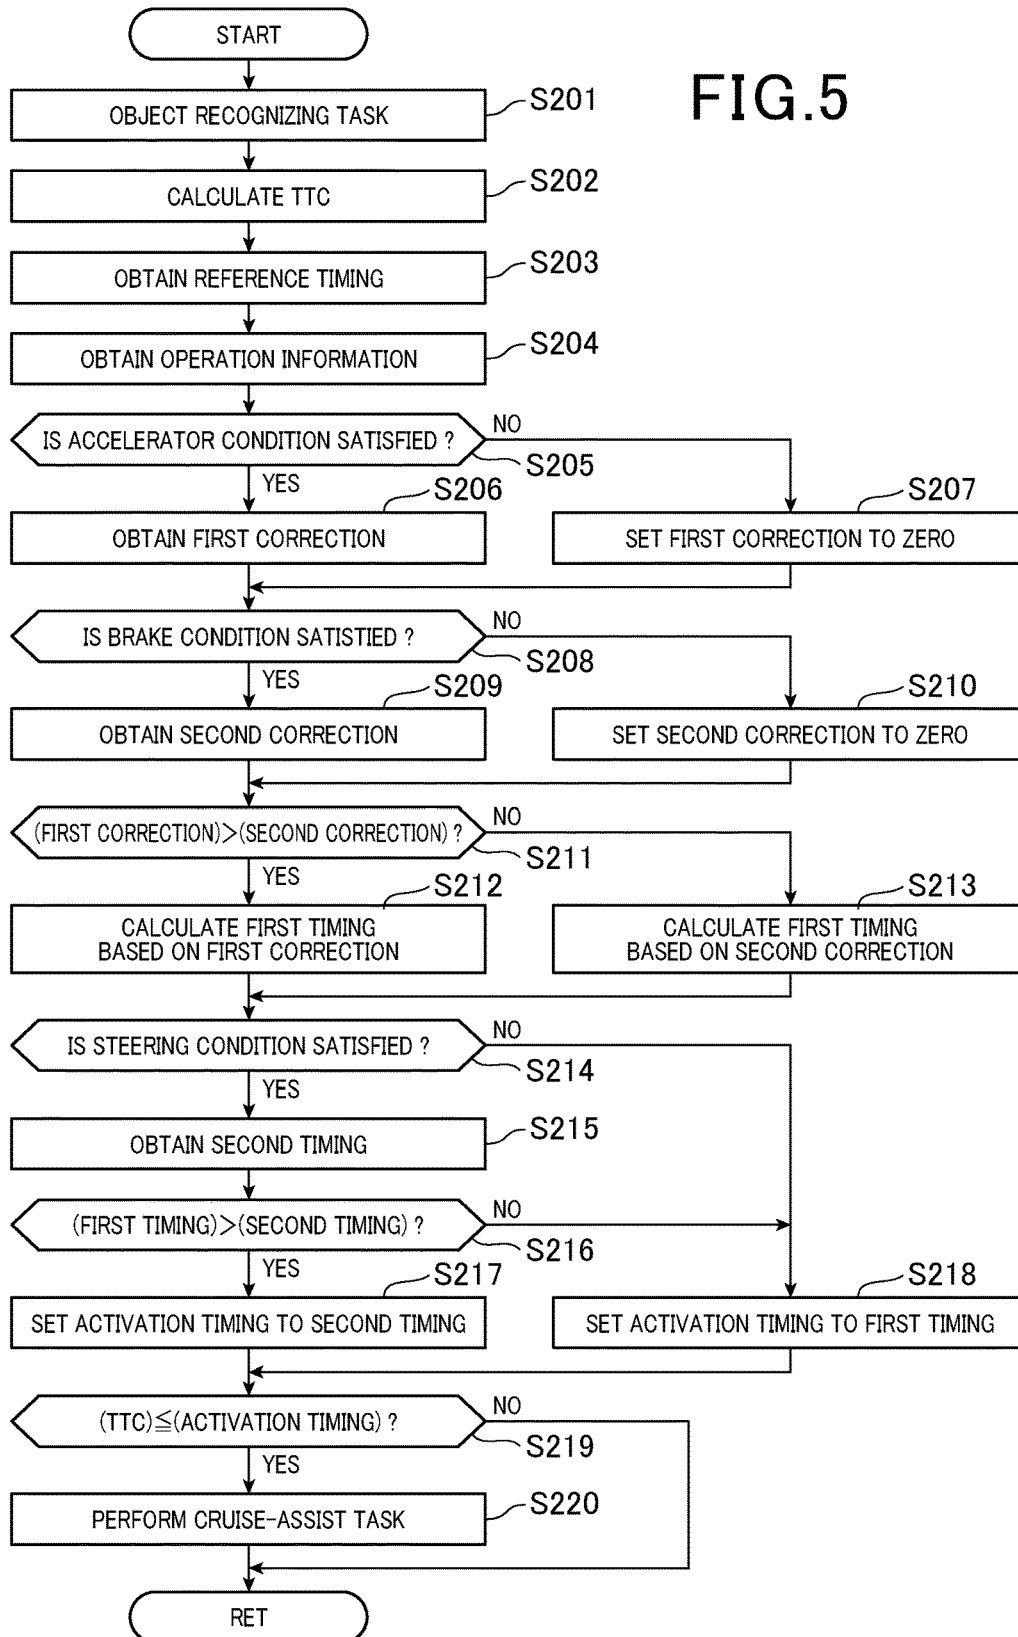 START
FIG.5
OBJECT RECOGNIZING TASK
S201
CALCULATE TTC
S202
OBTAIN REFERENCE TIMING
S203
OBTAIN OPERATION INFORMATION
S204
IS ACCELERATOR CONDITION SATISFIED ?
NO
S205
YES
S206
S207
OBTAIN FIRST CORRECTION
SET FIRST CORRECTION TO ZERO
IS BRAKE CONDITION SATISTIED ?
NO
S208
YES
S209
S210
OBTAIN SECOND CORRECTION
SET SECOND CORRECTION TO ZERO
(FIRST CORRECTION)>(SECOND CORRECTION) ?
NO
S211
YES
S212
S213
CALCULATE FIRST TIMING
BASED ON FIRST CORRECTION
CALCULATE FIRST TIMING
BASED ON SECOND CORRECTION
IS STEERING CONDITION SATISFIED ?
NO
S214
YES
OBTAIN SECOND TIMING
S215
(FIRST TIMING)>(SECOND TIMING) ?
NO
S216
YES
S217
S218
SET ACTIVATION TIMING TO SECOND TIMING
SET ACTIVATION TIMING TO FIRST TIMING
(TTC)≦(ACTIVATION TIMING) ?
NO
S219
YES
PERFORM CRUISE-ASSIST TASK
S220
RET